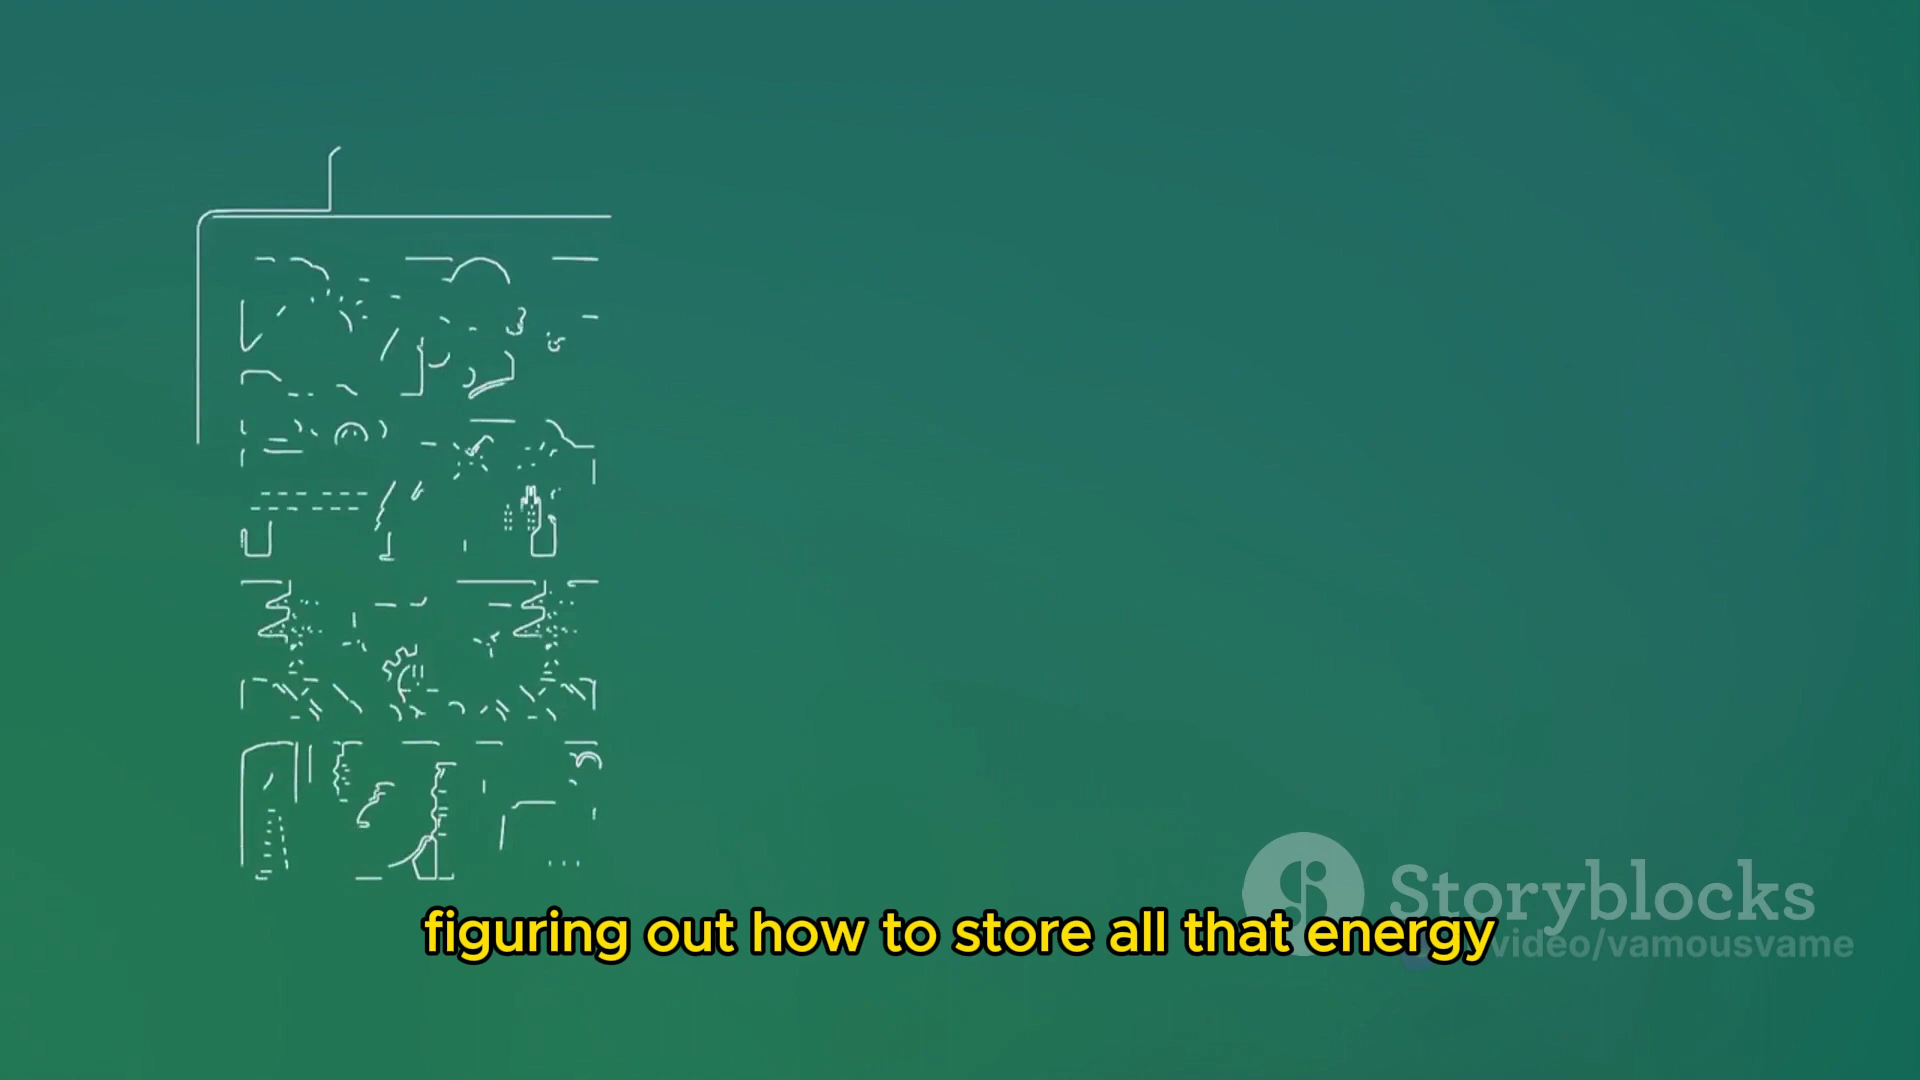 Storyblocks
figuring out how to store all that energy
video/vamousvame